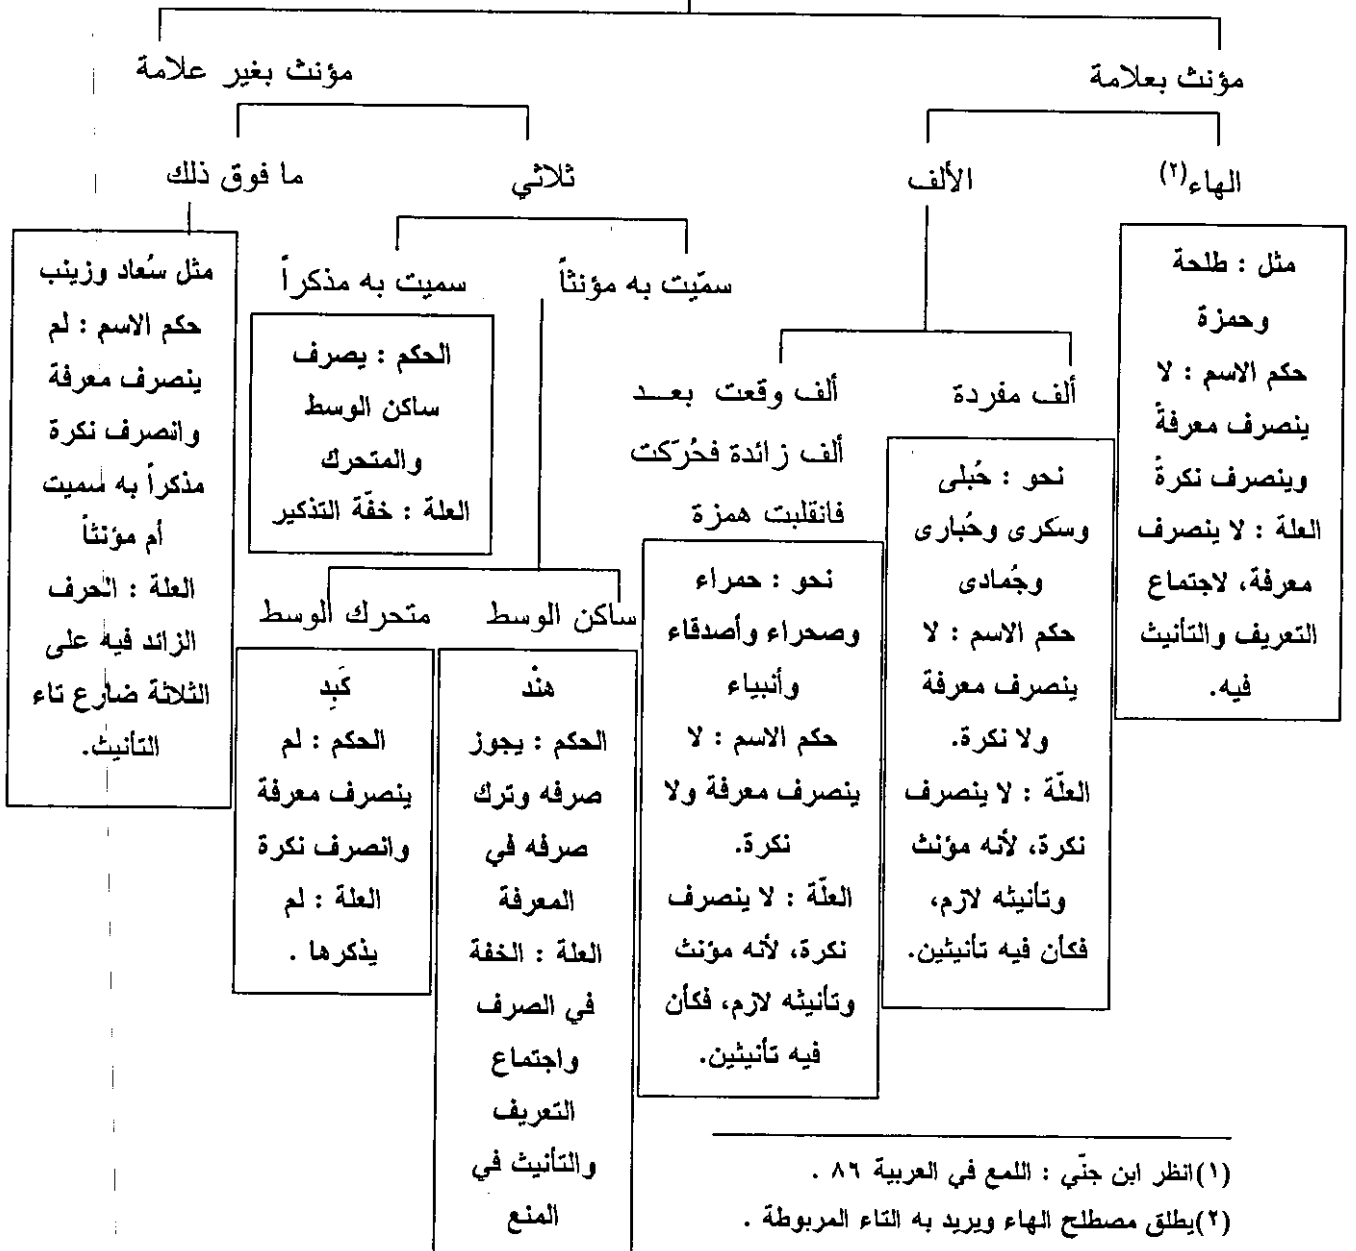 مؤنث بعلامة
مؤنث بغير علامة
الهاء(٢)
الألف
ثلاثي
ما فوق ذلك
مثل : طلحة
وحمزة
حكم الاسم : لا
ينصرف معرفةً
وينصرف نكرةً
العلة : لا ينصرف
معرفة، لاجتماع
التعريف والتأنيث
فيه.
ألف مفردة
نحو : حُبلى
وسكرى وحُبارى
وجُمادى
حكم الاسم : لا
ينصرف معرفة
ولا نكرة.
العلّة : لا ينصرف
نكرة، لأنه مؤنث
وتأنيثه لازم،
فكأن فيه تأنيثين.
ألف وقعت بعد
ألف زائدة فحُرّكت
فانقلبت همزة
نحو : حمراء
وصحراء وأصدقاء
وأنبياء
حكم الاسم : لا
ينصرف معرفة ولا
نكرة.
العلّة : لا ينصرف
نكرة، لأنه مؤنث
وتأنيثه لازم، فكأن
فيه تأنيثين.
سمّيت به مؤنثاً
سميت به مذكراً
ساكن الوسط
هنْد
الحكم : يجوز
صرفه وترك
صرفه في
المعرفة
العلة : الخفة
في الصرف
واجتماع
التعريف
والتأنيث في
المنع
متحرك الوسط
كَبِد
الحكم : لم
ينصرف معرفة
وانصرف نكرة
العلة : لم
يذكرها .
الحكم : يصرف
ساكن الوسط
والمتحرك
العلة : خفّة التذكير
مثل سُعاد وزينب
حكم الاسم : لم
ينصرف معرفة
وانصرف نكرة
مذكراً به سميت
أم مؤنثاً
العلة : الحرف
الزائد فيه على
الثلاثة ضارع تاء
التأنيث.
(١)انظر ابن جنّي : اللمع في العربية ٨٦ .
(٢)يطلق مصطلح الهاء ويريد به التاء المربوطة .